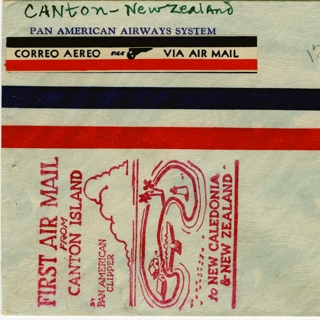 CANTON - New Zealand
PAN AMERICAN AIRWAYS SYSTEM
CORREO AEREO PAA VIA AIR MAIL
FIRST AIR MAIL
FROM
CANTON ISLAND
BY
PAN AMERICAN
CLIPPER
to NEW CALEDONIA
& NEW ZEALAND